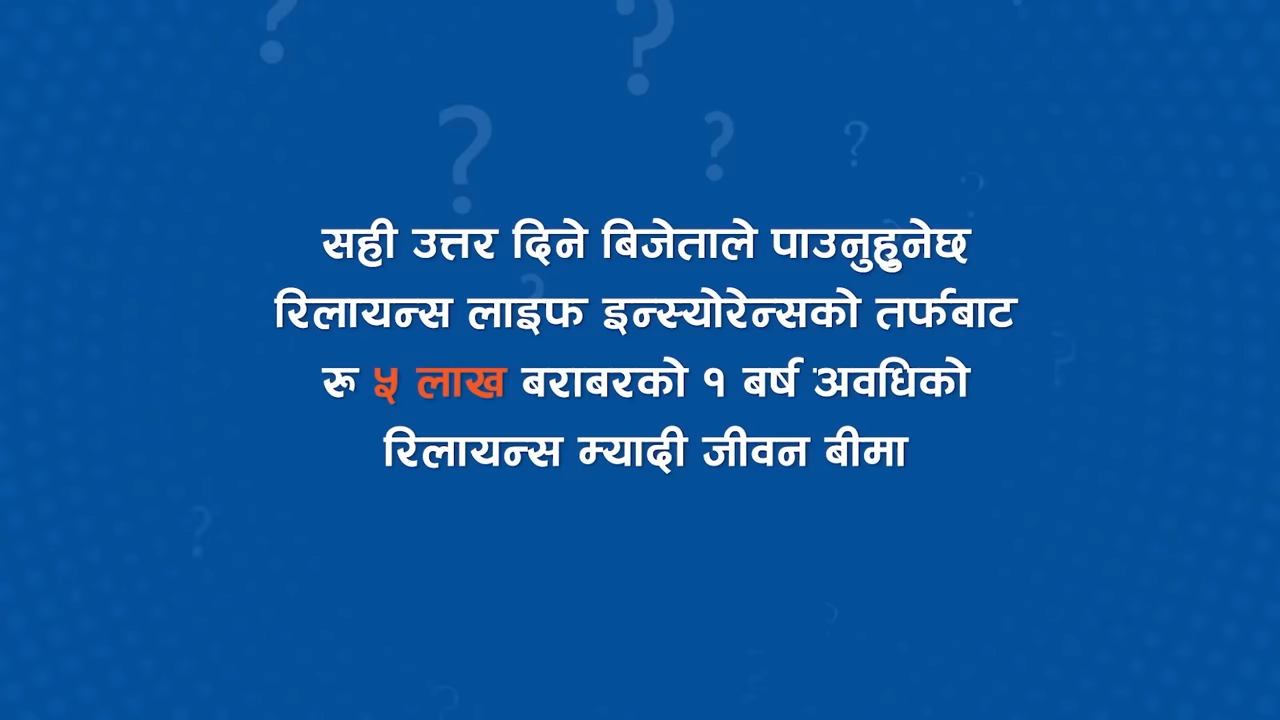 सही उत्तर दिने बिजेताले पाउनुहुनेछ
रिलायन्स लाइफ इन्स्योरेन्सको तर्फबाट
रू ५ लाख बराबरको १ बर्ष अवधिको
रिलायन्स म्यादी जीवन बीमा